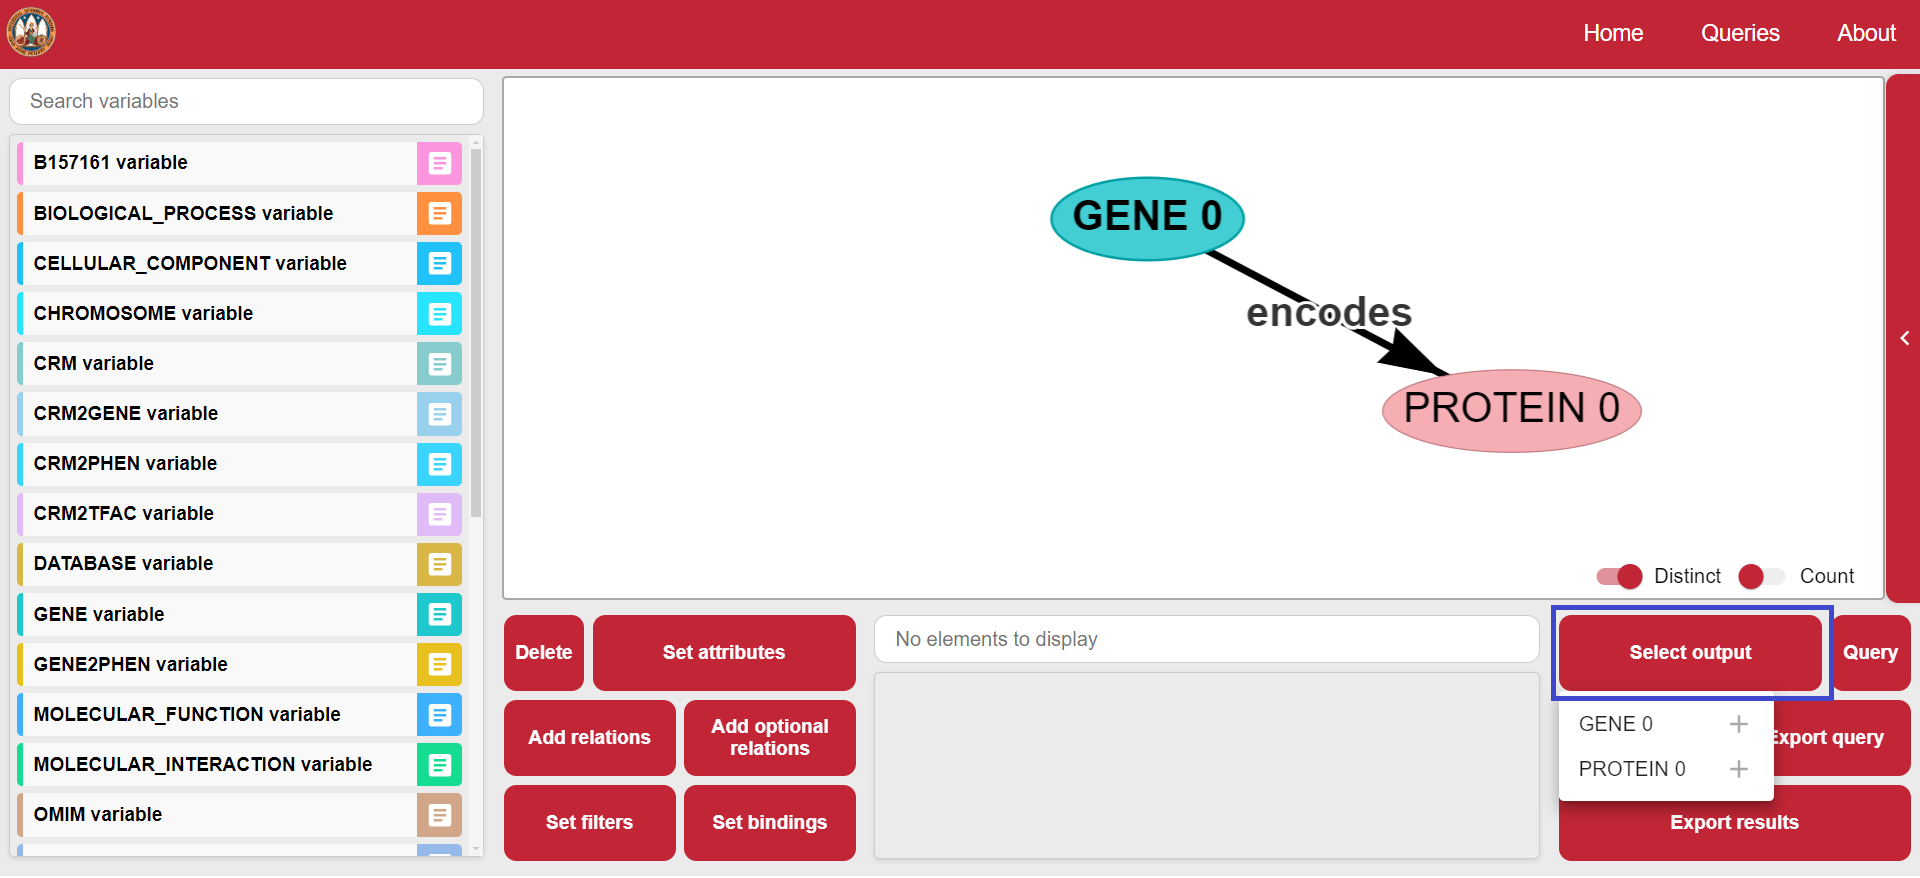 Home Queries About
Search variables
B157161 variable
BIOLOGICAL_PROCESS variable
CELLULAR_COMPONENT variable
CHROMOSOME variable
CRM variable
CRM2GENE variable
CRM2PHEN variable
CRM2TFAC variable
DATABASE variable
GENE variable
GENE2PHEN variable
MOLECULAR_FUNCTION variable
MOLECULAR_INTERACTION variable
OMIM variable
GENE 0
encodes
PROTEIN 0
Distinct Count
Delete
Set attributes
Add relations
Add optional
relations
Set filters
Set bindings
No elements to display
Select output
Query
GENE 0
PROTEIN 0
Export query
Export results